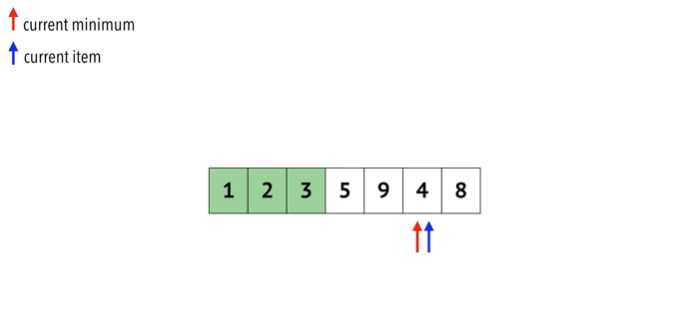 current minimum
current item
1 2 3 5 9 4 8